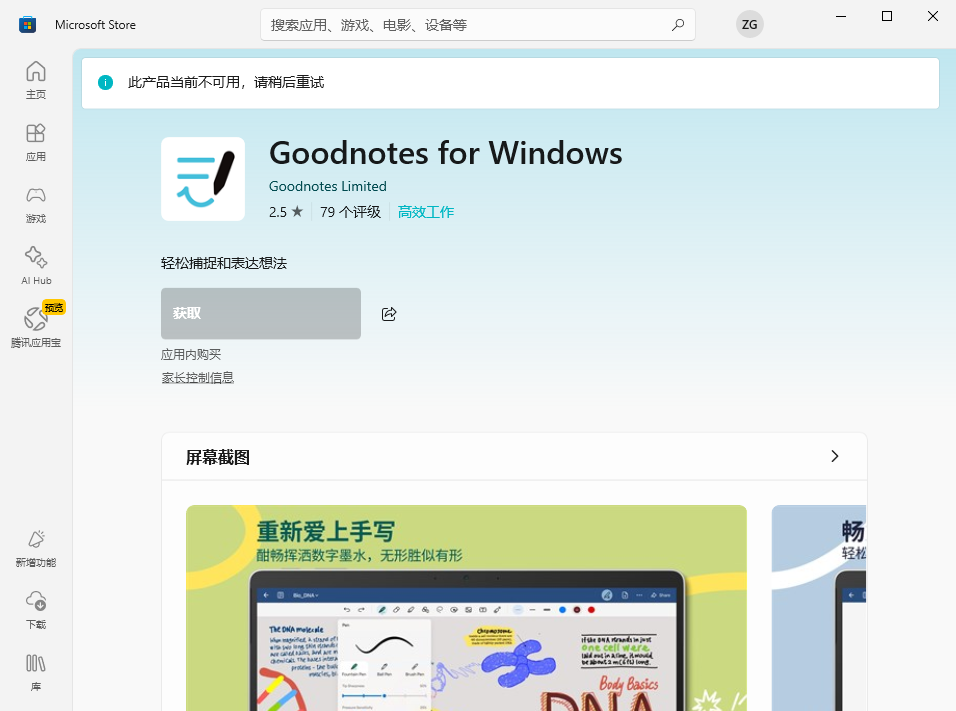 Microsoft Store
搜索应用、游戏、电影、设备等
ZG
主页
应用
游戏
AI Hub
预览
腾讯应用宝
新增功能
下载
库
此产品当前不可用，请稍后重试
Goodnotes for Windows
Goodnotes Limited
2.5 ★ 79 个评级 高效工作
轻松捕捉和表达想法
获取
应用内购买
家长控制信息
屏幕截图
重新爱上手写
酣畅挥洒数字墨水，无形胜似有形
Bio_DNA
Share
Pen
Fountain Pen
Ball Pen
Brush Pen
The DNA molecule
Chromosome
if the DNA strands in just
one cell were
laid out in a line, it would
be about 2 m (6 ft) long.
Body Basics
DNA
畅
轻松